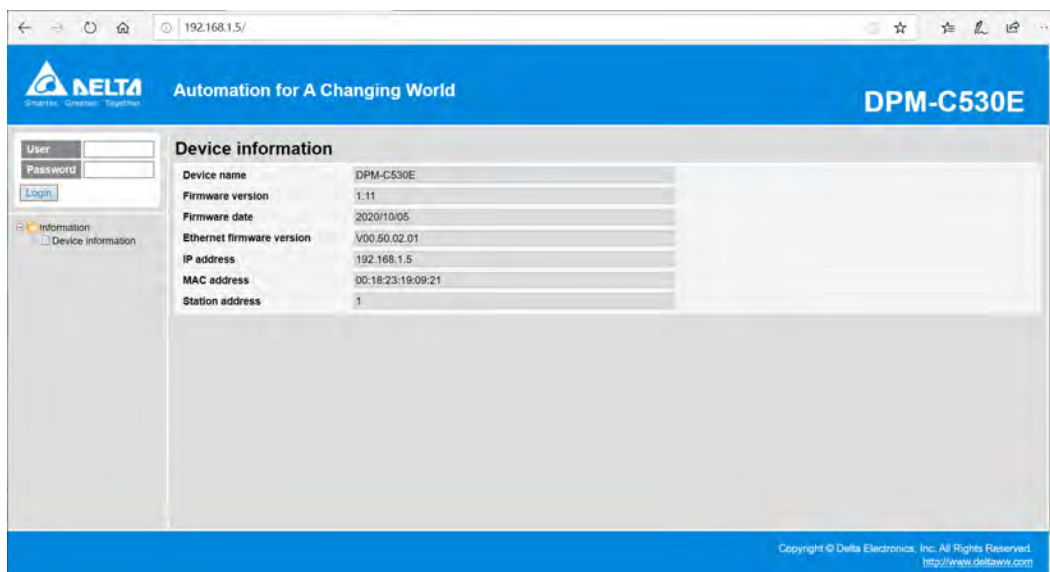 192.168.1.5/
DELTA
Smarter. Greener. Together.
Automation for A Changing World
DPM-C530E
User
Password
Login
Information
Device information
Device information
Device name DPM-C530E
Firmware version 1.11
Firmware date 2020/10/05
Ethernet firmware version V00.50.02.01
IP address 192.168.1.5
MAC address 00:18:23:19:09:21
Station address 1
Copyright © Delta Electronics, Inc. All Rights Reserved.
http://www.deltaww.com